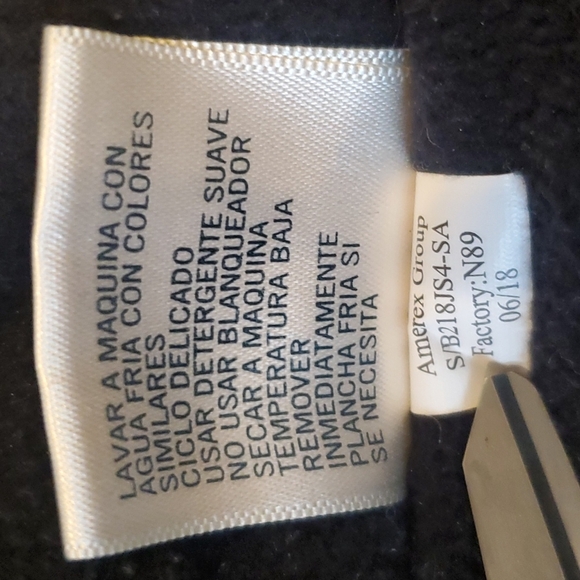 LAVAR A MAQUINA CON
AGUA FRIA CON COLORES
SIMILARES
CICLO DELICADO
USAR DETERGENTE SUAVE
NO USAR BLANQUEADOR
SECAR A MAQUINA
TEMPERATURA BAJA
REMOVER
INMEDIATAMENTE
PLANCHA FRIA SI
SE NECESITA
Amerex Group
S/B218JS4-SA
Factory:N89
06/18